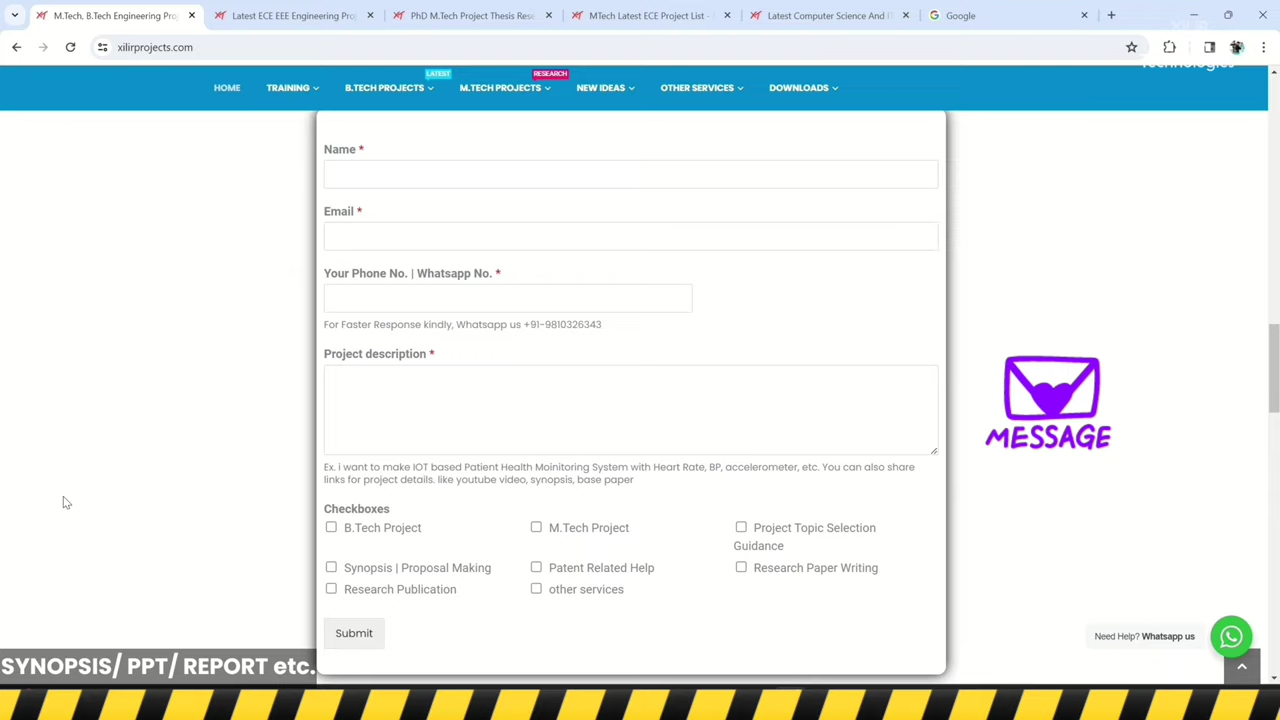 M.Tech, B.Tech Engineering Pro
Latest ECE EEE Engineering Pro
PhD M.Tech Project Thesis Rese
MTech Latest ECE Project List -
Latest Computer Science And IT
Google
xilirprojects.com
Technologies
LATEST
RESEARCH
HOME
TRAINING
B.TECH PROJECTS
M.TECH PROJECTS
NEW IDEAS
OTHER SERVICES
DOWNLOADS
Name *
Email *
Your Phone No. | Whatsapp No. *
For Faster Response kindly, Whatsapp us +91-9810326343
Project description *
MESSAGE
Ex. i want to make IOT based Patient Health Moinitoring System with Heart Rate, BP, accelerometer, etc. You can also share
links for project details. like youtube video, synopsis, base paper
Checkboxes
B.Tech Project
M.Tech Project
Project Topic Selection
Guidance
Synopsis | Proposal Making
Patent Related Help
Research Paper Writing
Research Publication
other services
Submit
Need Help? Whatsapp us
SYNOPSIS/ PPT/ REPORT etc.